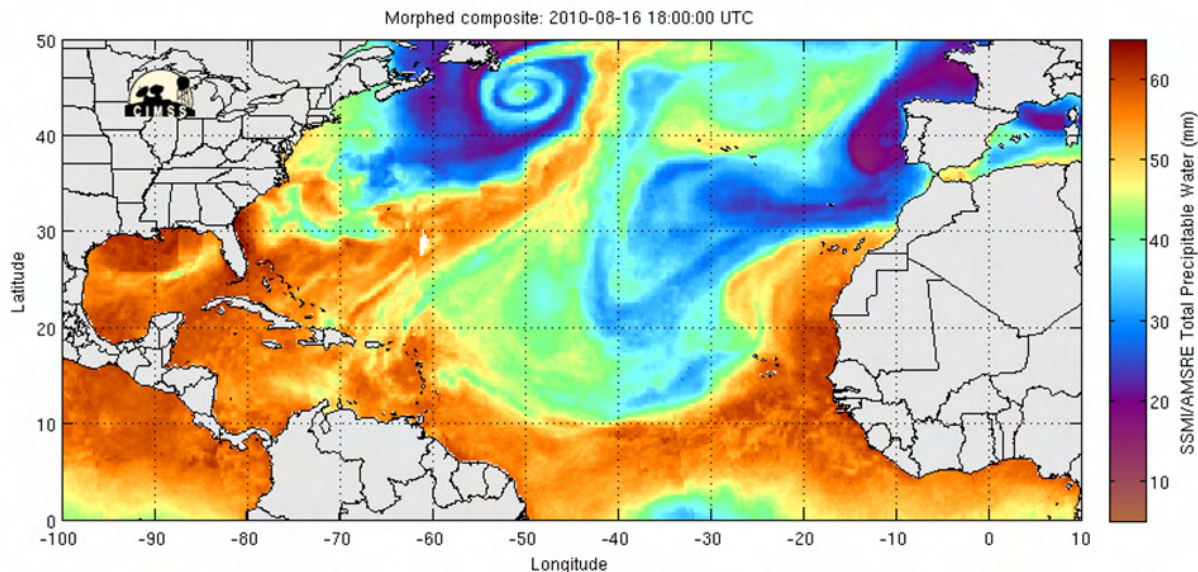 Morphed composite: 2010-08-16 18:00:00 UTC
CIMSS
50
40
30
20
10
0
Latitude
-100 -90 -80 -70 -60 -50 -40 -30 -20 -10 0 10
Longitude
60
50
40
30
20
10
SSMI/AMSRE Total Precipitable Water (mm)